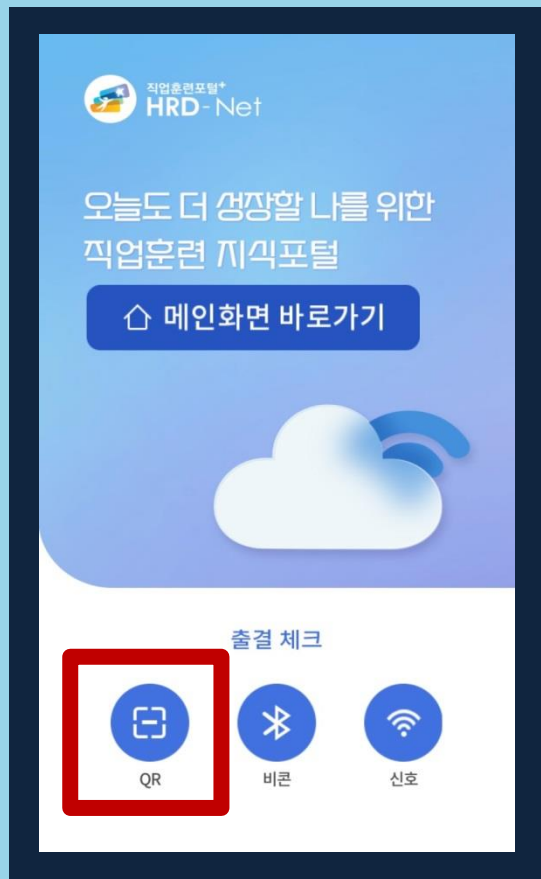 직업훈련포털+
HRD-Net
오늘도 더 성장할 나를 위한
직업훈련 지식포털
메인화면 바로가기
출결 체크
QR 비콘 신호